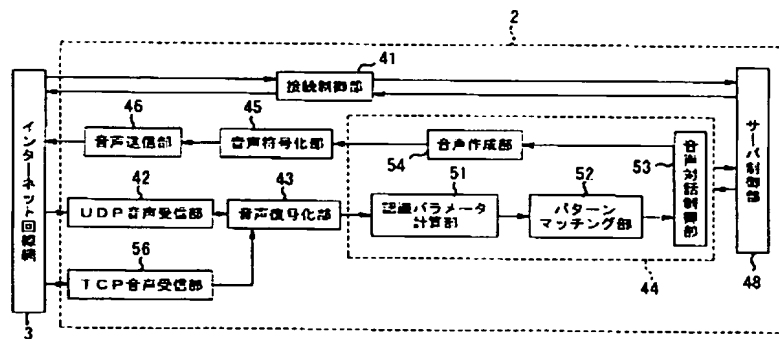 2
41
接続制御部
46
45
音声送信部
音声符号化部
音声作成部
54
53
インターネット回線網
サーバ制御部
音声対話制御部
42
43
51
52
UDP音声受信部
音声復号化部
認識パラメータ
計算部
パターン
マッチング部
56
TCP音声受信部
44
48
3